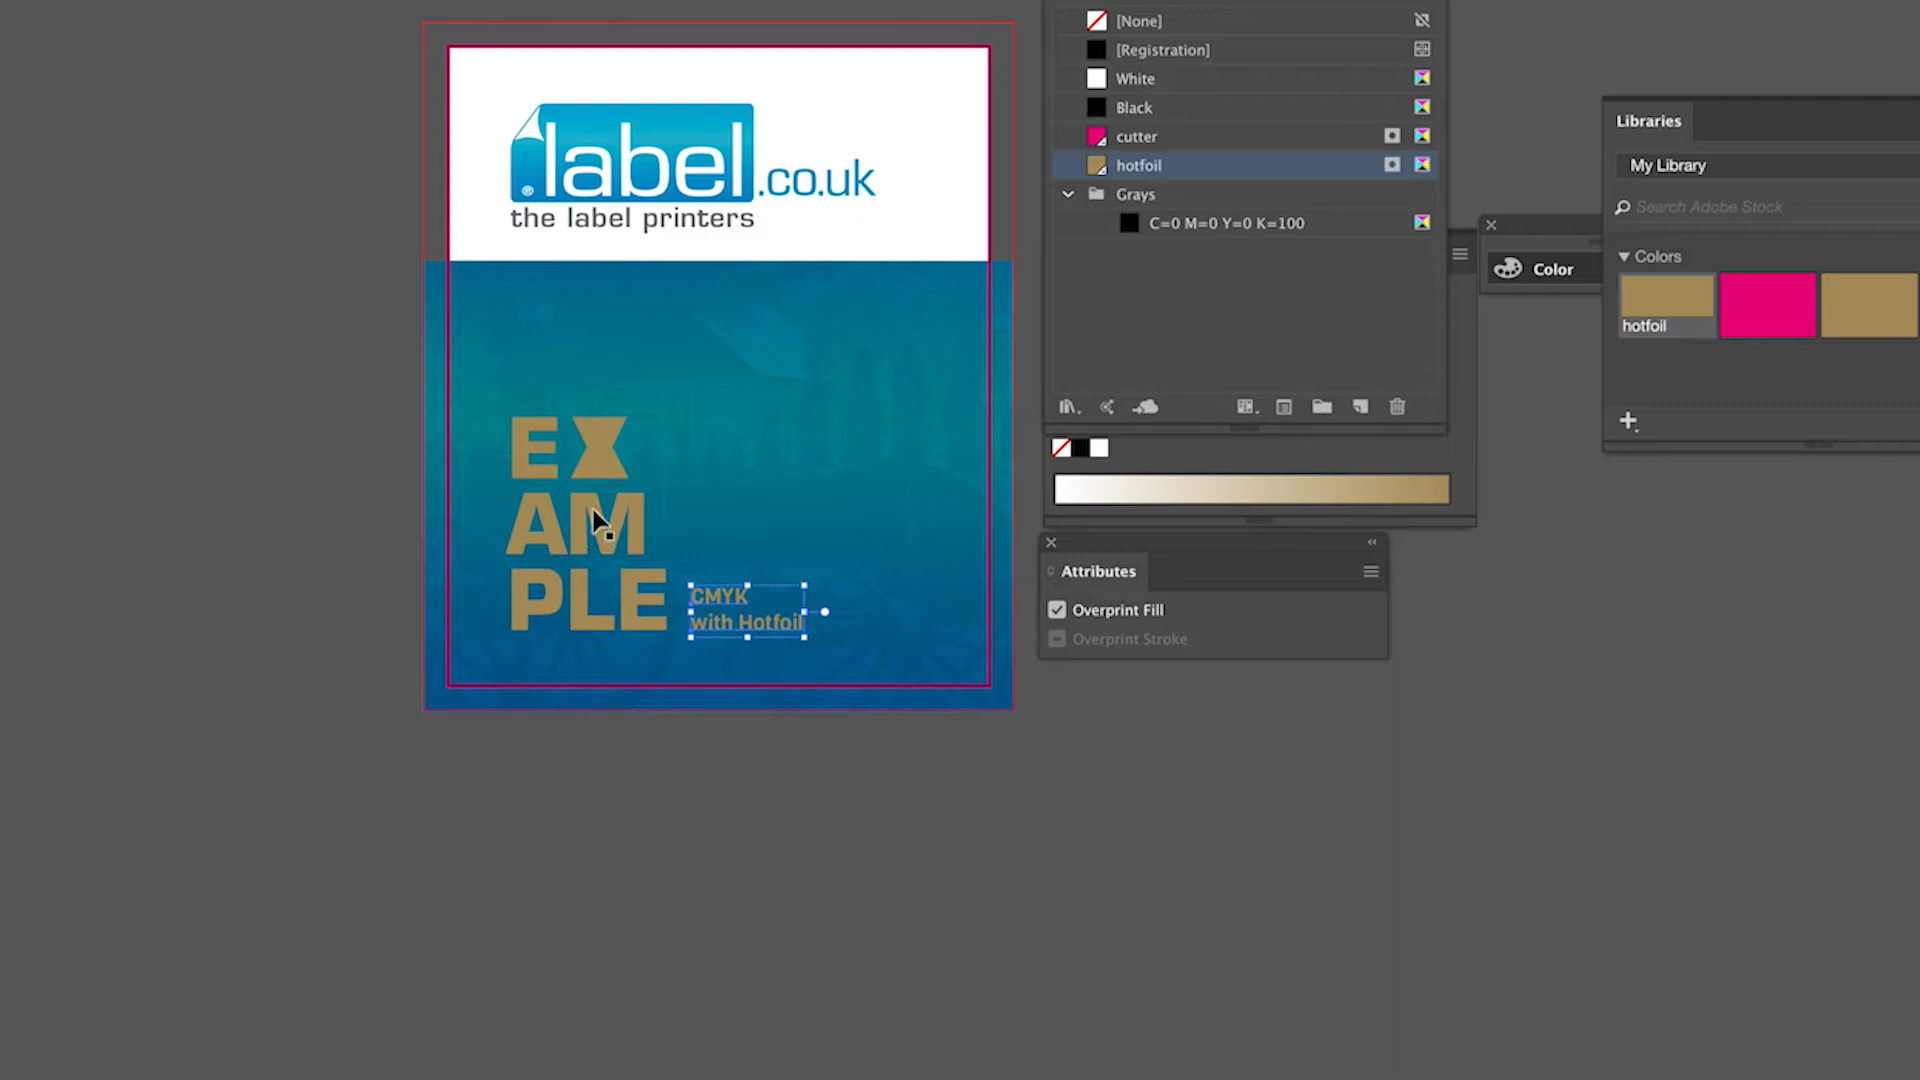 .label.co.uk
®
the label printers
EX
AM
PLE
CMYK
with Hotfoil
[None]
[Registration]
White
Black
cutter
hotfoil
Grays
C=0 M=0 Y=0 K=100
Attributes
Overprint Fill
Overprint Stroke
Color
Libraries
My Library
Search Adobe Stock
Colors
hotfoil